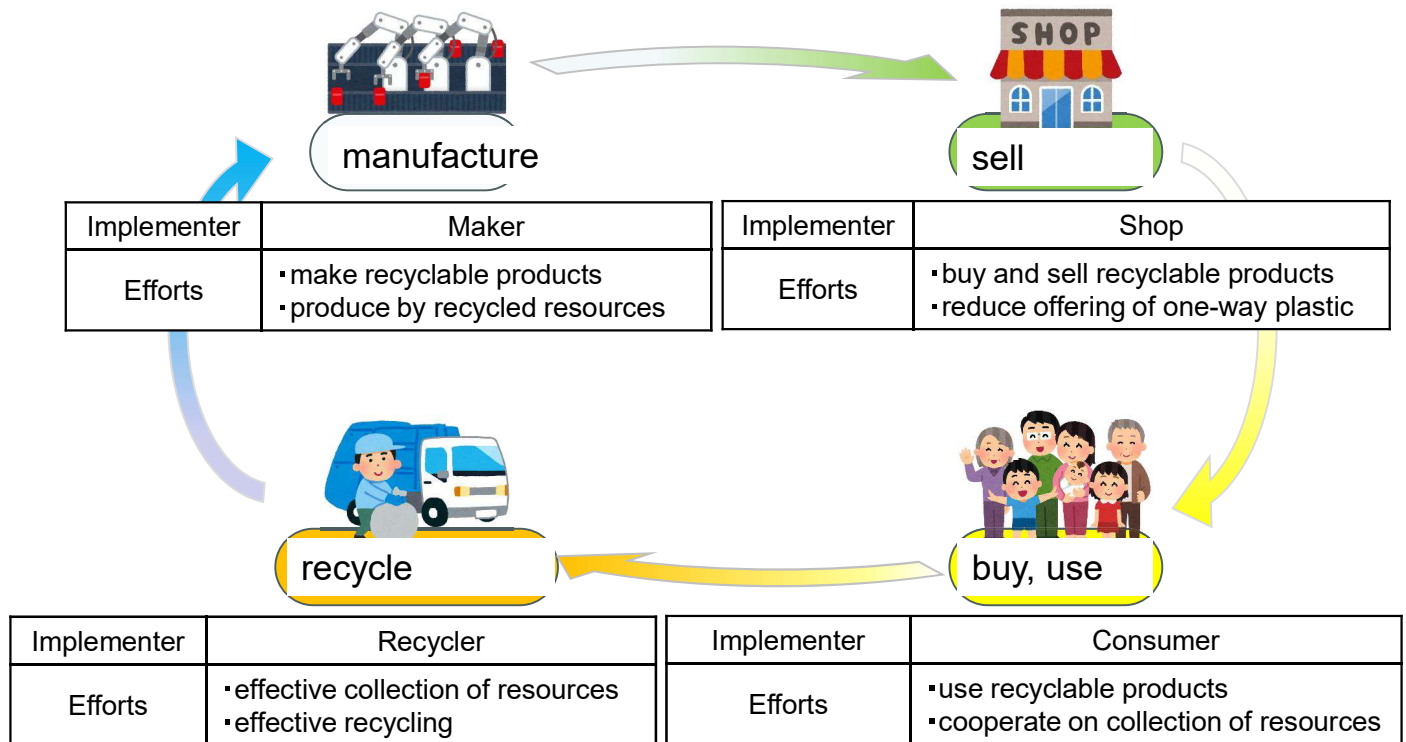 SHOP
manufacture
sell
Implementer Maker
Efforts
・make recyclable products
・produce by recycled resources
Implementer Shop
Efforts
・buy and sell recyclable products
・reduce offering of one-way plastic
recycle
buy, use
Implementer Recycler
Efforts
・effective collection of resources
・effective recycling
Implementer Consumer
Efforts
・use recyclable products
・cooperate on collection of resources